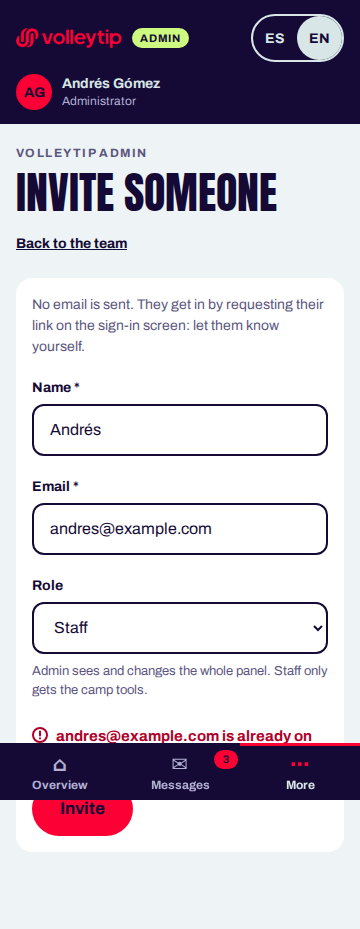 volleytip ADMIN ES EN
AG Andrés Gómez
Administrator
VOLLEYTIP ADMIN
INVITE SOMEONE
Back to the team
No email is sent. They get in by requesting their
link on the sign-in screen: let them know
yourself.
Name *
Andrés
Email *
andres@example.com
Role
Staff
Admin sees and changes the whole panel. Staff only
gets the camp tools.
andres@example.com is already on
3
Overview Messages More
Invite